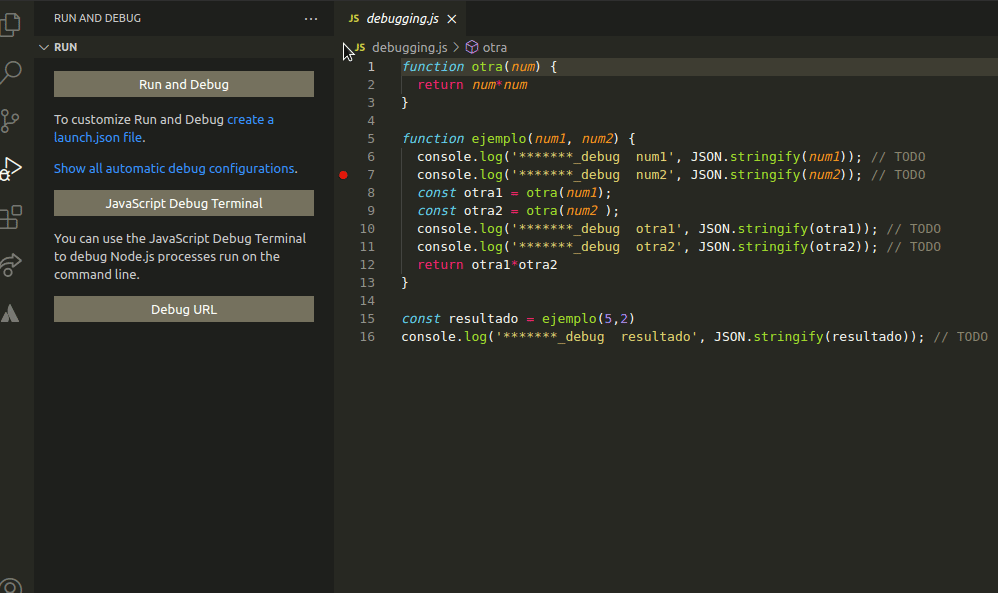 RUN AND DEBUG
RUN
Run and Debug
To customize Run and Debug create a
launch.json file.
Show all automatic debug configurations.
JavaScript Debug Terminal
You can use the JavaScript Debug Terminal
to debug Node.js processes run on the
command line.
Debug URL
JS debugging.js
JS debugging.js > otra
1 function otra(num) {
2   return num*num
3 }
4
5 function ejemplo(num1, num2) {
6   console.log('*******_debug  num1', JSON.stringify(num1)); // TODO
7   console.log('*******_debug  num2', JSON.stringify(num2)); // TODO
8   const otra1 = otra(num1);
9   const otra2 = otra(num2 );
10   console.log('*******_debug  otra1', JSON.stringify(otra1)); // TODO
11   console.log('*******_debug  otra2', JSON.stringify(otra2)); // TODO
12   return otra1*otra2
13 }
14
15 const resultado = ejemplo(5,2)
16 console.log('*******_debug  resultado', JSON.stringify(resultado)); // TODO